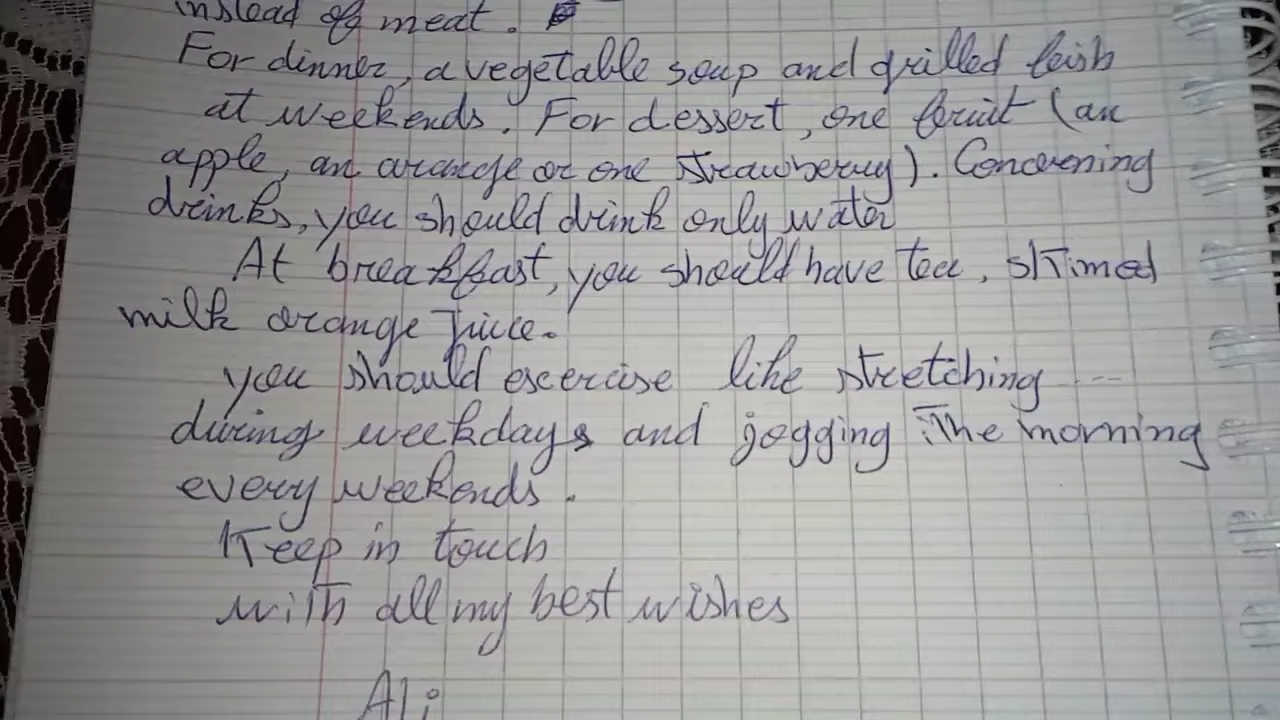 instead of meat.
For dinner, a vegetable soup and grilled fish
at weekends. For dessert, one fruit (an
apple, an orange or one strawberry). Concerning
drinks, you should drink only water
At breakfast, you should have tea, skimed
milk orange juice.
you should excercise like stretching ...
during weekdays and jogging in the morning
every weekends.
Keep in touch
with all my best wishes
Ali